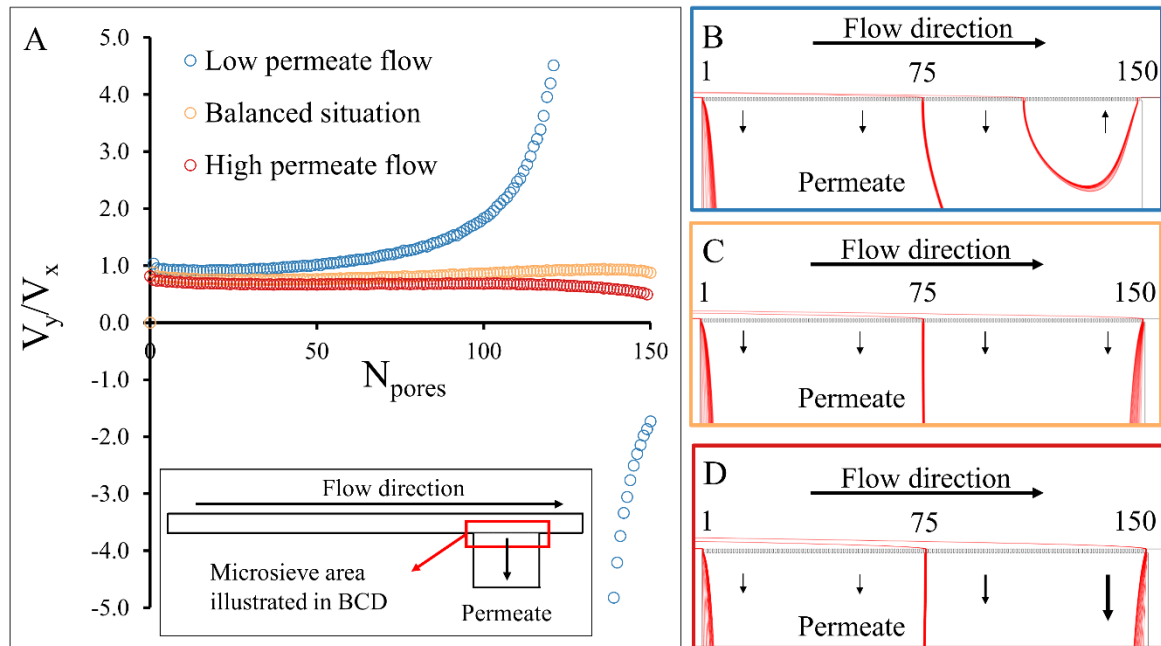 A
5.0
4.0
3.0
2.0
1.0
0.0
-1.0
-2.0
-3.0
-4.0
-5.0
Vy/Vx
Low permeate flow
Balanced situation
High permeate flow
0 50 100 150
Npores
Flow direction
Microsieve area
illustrated in BCD
Permeate
B
Flow direction
1 75 150
Permeate
C
Flow direction
1 75 150
Permeate
D
Flow direction
1 75 150
Permeate